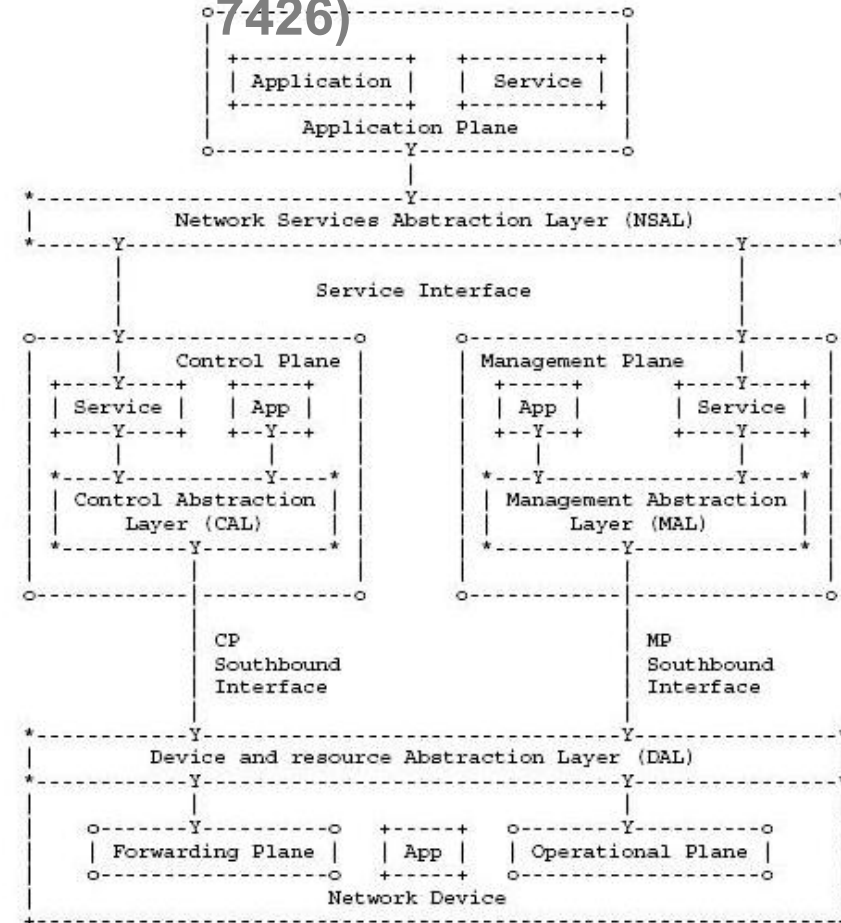 7426)
Application Service
Application Plane
Network Services Abstraction Layer (NSAL)
Service Interface
Control Plane Management Plane
Service App App Service
Control Abstraction Management Abstraction
Layer (CAL) Layer (MAL)
CP MP
Southbound Southbound
Interface Interface
Device and resource Abstraction Layer (DAL)
Forwarding Plane App Operational Plane
Network Device